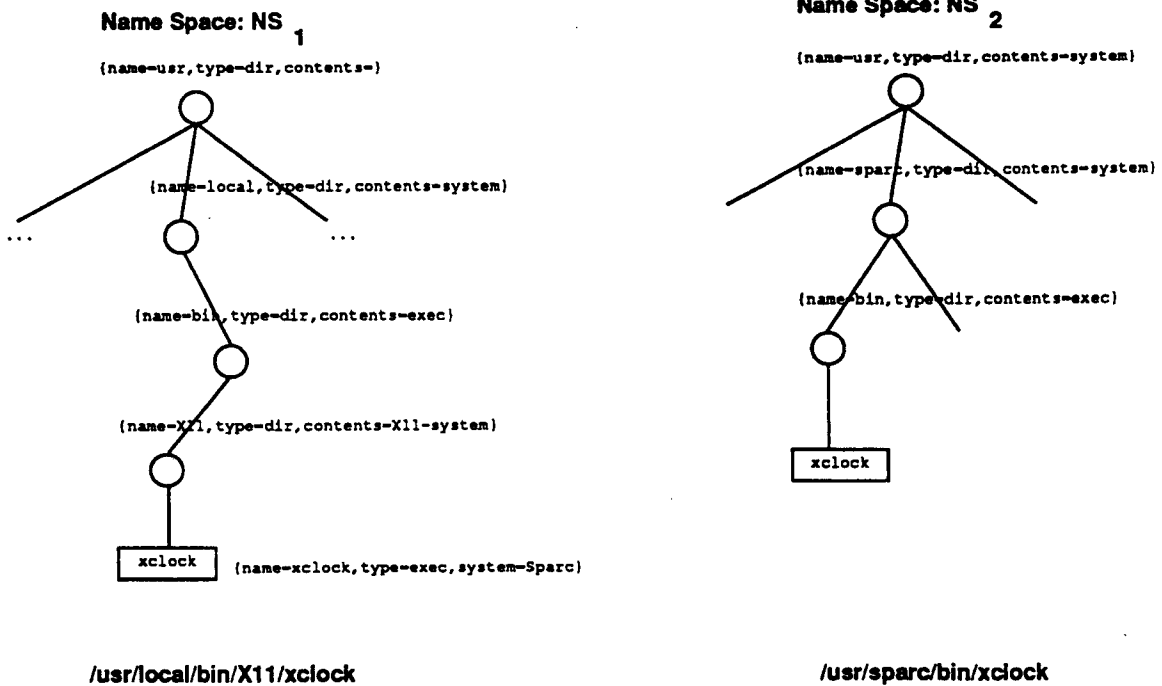 Name Space: NS 1
{name=usr,type=dir,contents=}
{name=local,type=dir,contents=system}
... ...
{name=bin,type=dir,contents=exec}
{name=X11,type=dir,contents=X11-system}
xclock
{name=xclock,type=exec,system=Sparc}
/usr/local/bin/X11/xclock
Name Space: NS 2
{name=usr,type=dir,contents=system}
{name=sparc,type=dir,contents=system}
{name=bin,type=dir,contents=exec}
xclock
/usr/sparc/bin/xclock